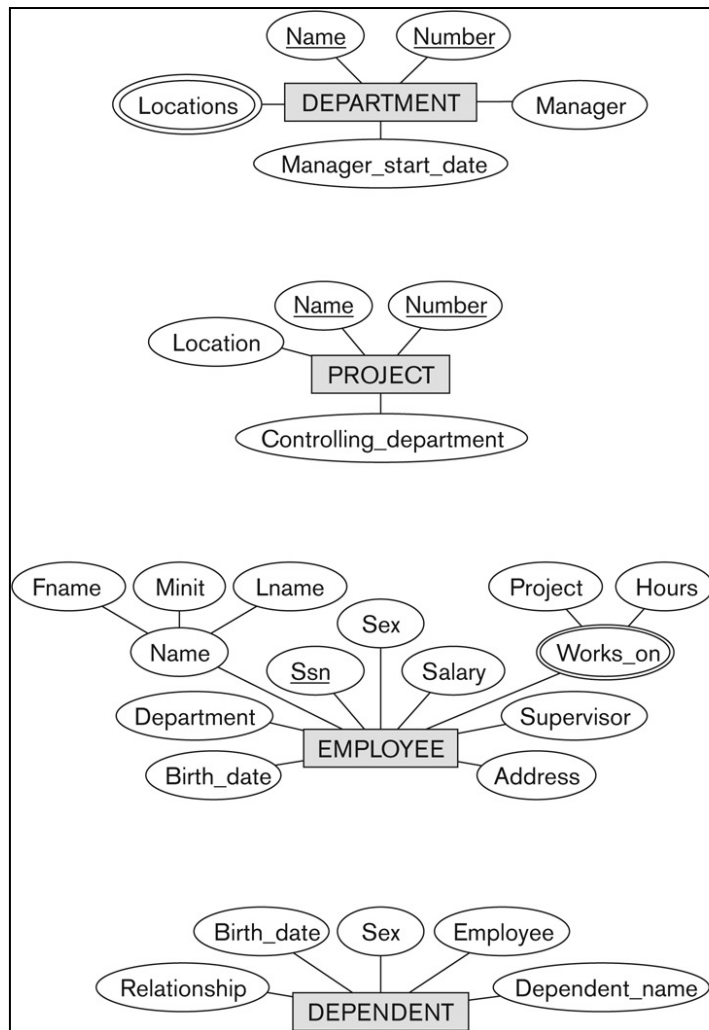 Name Number
Locations DEPARTMENT Manager
Manager_start_date
Name Number
Location
PROJECT
Controlling_department
Fname Minit Lname Project Hours
Sex
Name Works_on
Ssn Salary
Department Supervisor
EMPLOYEE
Birth_date Address
Birth_date Sex Employee
Relationship Dependent_name
DEPENDENT